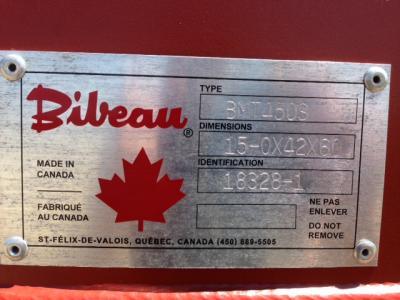 Bibeau®
TYPE
DIMENSIONS
15-0X42X60
IDENTIFICATION
18328-1
MADE IN
CANADA
FABRIQUÉ
AU CANADA
NE PAS
ENLEVER
DO NOT
REMOVE
ST-FÉLIX-DE-VALOIS, QUÉBEC, CANADA (450) 889-5505